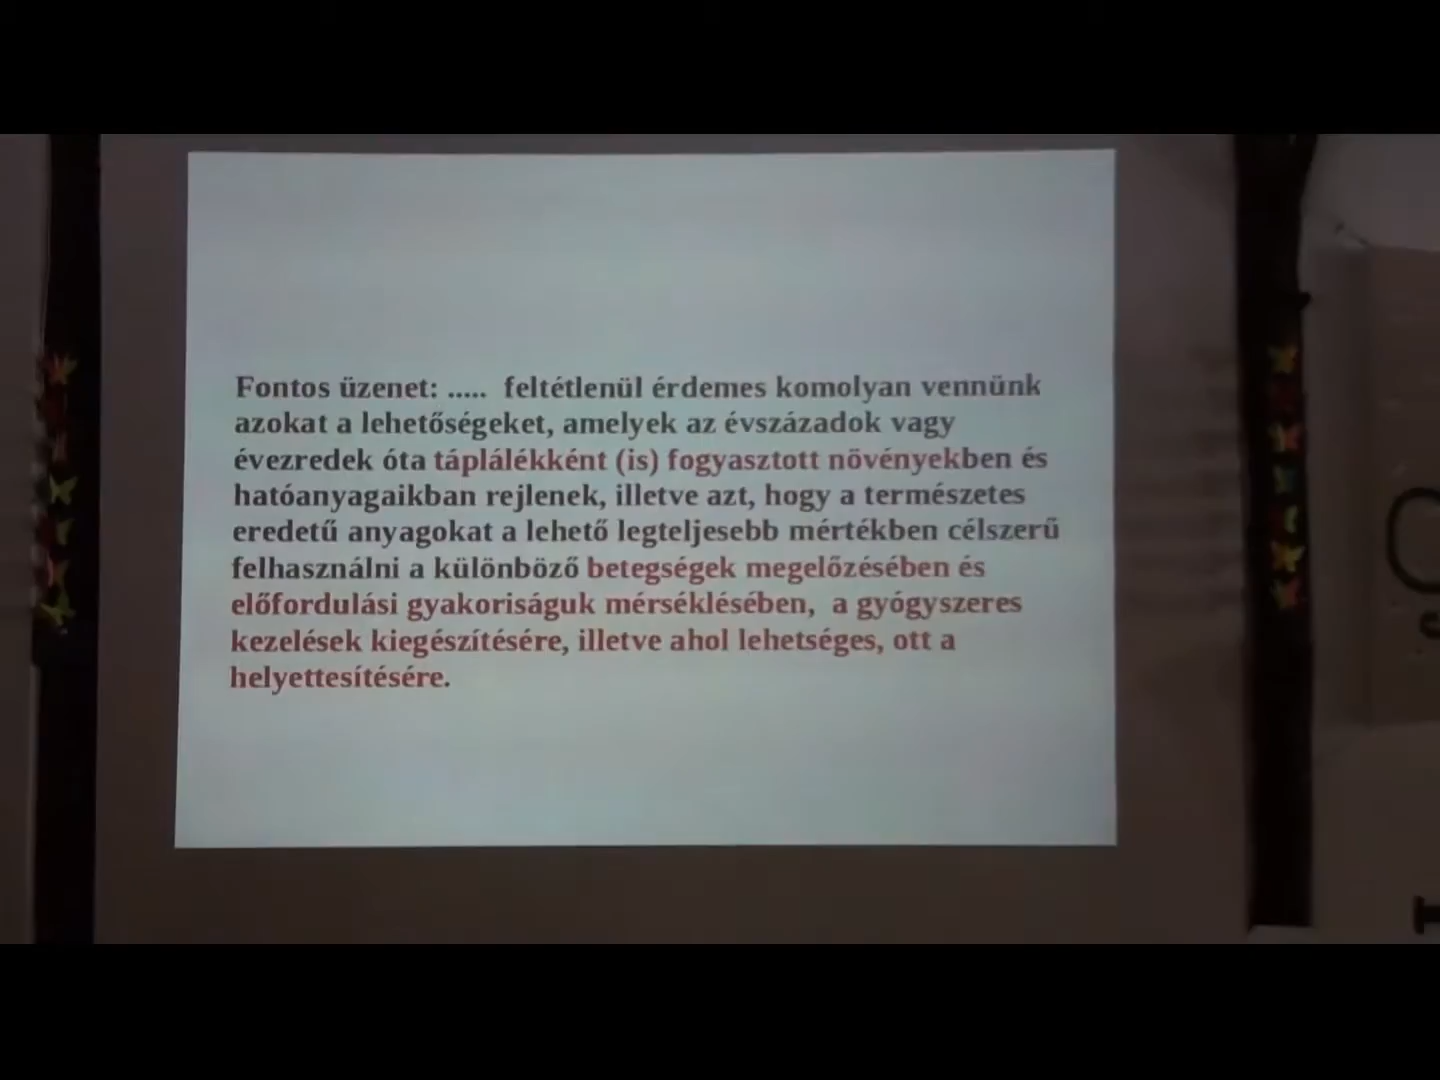 Fontos üzenet: ..... feltétlenül érdemes komolyan vennünk
azokat a lehetőségeket, amelyek az évszázadok vagy
évezredek óta táplálékként (is) fogyasztott növényekben és
hatóanyagaikban rejlenek, illetve azt, hogy a természetes
eredetű anyagokat a lehető legteljesebb mértékben célszerű
felhasználni a különböző betegségek megelőzésében és
előfordulási gyakoriságuk mérséklésében, a gyógyszeres
kezelések kiegészítésére, illetve ahol lehetséges, ott a
helyettesítésére.